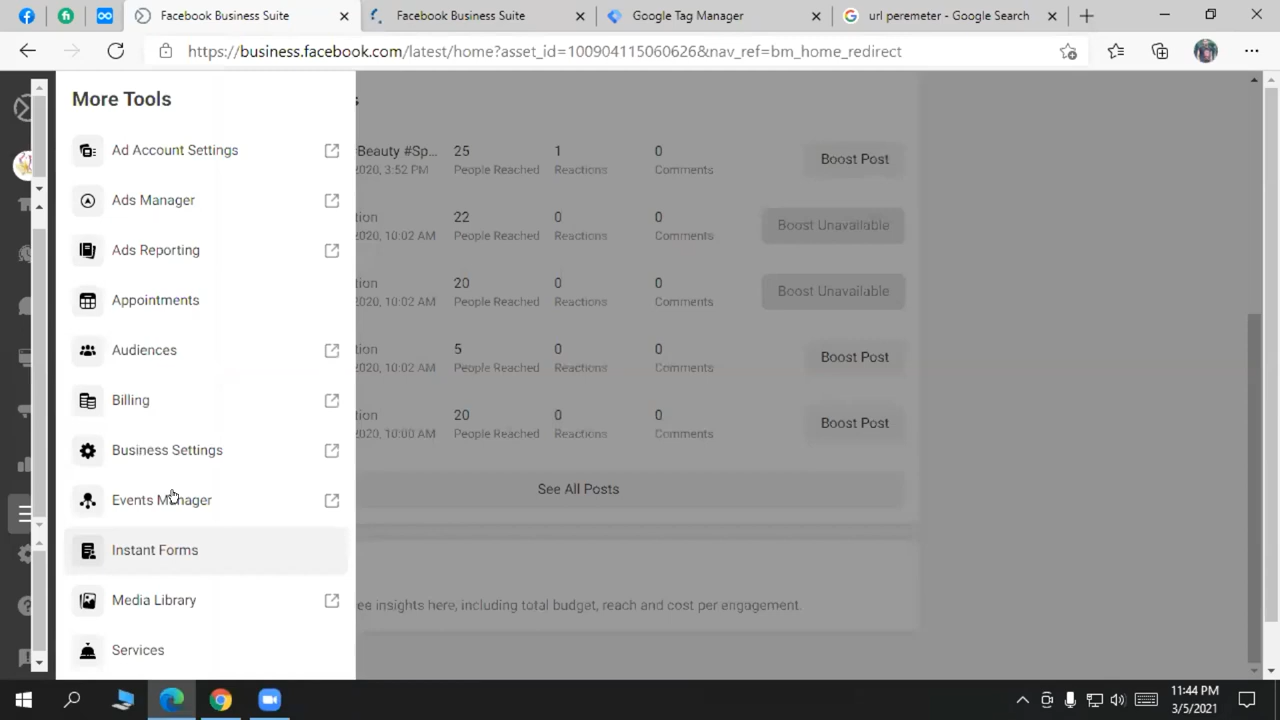 Facebook Business Suite
Facebook Business Suite
Google Tag Manager
url peremeter - Google Search
https://business.facebook.com/latest/home?asset_id=100904115060626&nav_ref=bm_home_redirect
More Tools
s
Ad Account Settings
Beauty #Sp... 25 1 0 Boost Post
2020, 3:52 PM People Reached Reactions Comments
Ads Manager
tion 22 0 0 Boost Unavailable
2020, 10:02 AM People Reached Reactions Comments
Ads Reporting
tion 20 0 0 Boost Unavailable
2020, 10:02 AM People Reached Reactions Comments
Appointments
tion 5 0 0 Boost Post
2020, 10:02 AM People Reached Reactions Comments
Audiences
tion 20 0 0 Boost Post
2020, 10:00 AM People Reached Reactions Comments
Billing
Business Settings
Events Manager
See All Posts
Instant Forms
Media Library
ee insights here, including total budget, reach and cost per engagement.
Services
11:44 PM
3/5/2021